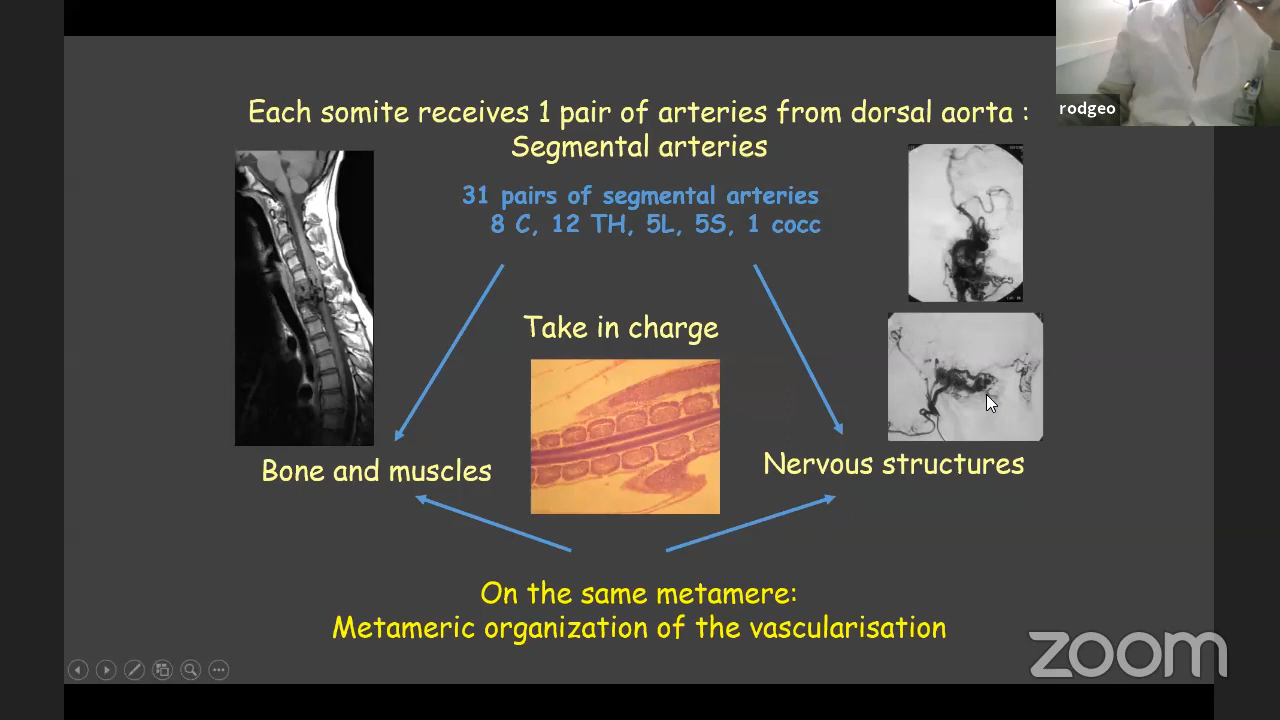 Each somite receives 1 pair of arteries from dorsal aorta :
Segmental arteries
rodgeo
31 pairs of segmental arteries
8 C, 12 TH, 5L, 5S, 1 cocc
Take in charge
Bone and muscles
Nervous structures
On the same metamere:
Metameric organization of the vascularisation
zoom